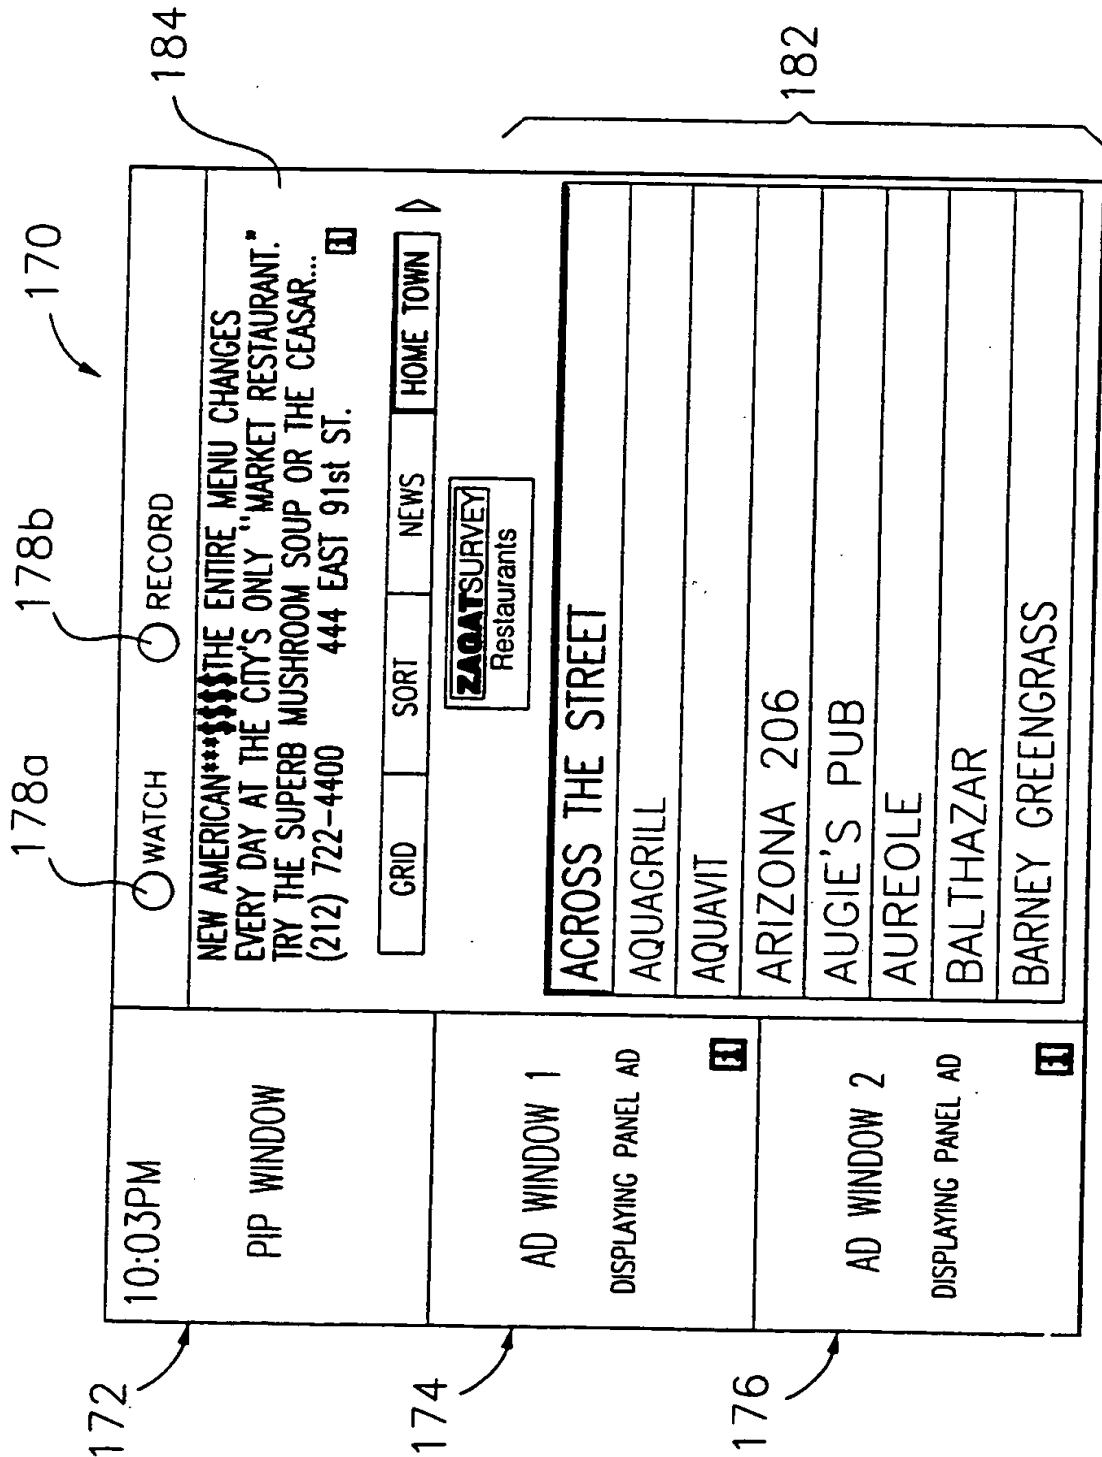 170
178a
178b
184
WATCH
RECORD
172
10:03PM
PIP WINDOW
NEW AMERICAN***$$$$THE ENTIRE MENU CHANGES
EVERY DAY AT THE CITY'S ONLY "MARKET RESTAURANT."
TRY THE SUPERB MUSHROOM SOUP OR THE CEASAR...
(212) 722-4400 444 EAST 91st ST. i
GRID SORT NEWS HOME TOWN
174
AD WINDOW 1
DISPLAYING PANEL AD
i
ZAGATSURVEY
Restaurants
176
AD WINDOW 2
DISPLAYING PANEL AD
i
ACROSS THE STREET
AQUAGRILL
AQUAVIT
ARIZONA 206
AUGIE'S PUB
AUREOLE
BALTHAZAR
BARNEY GREENGRASS
182